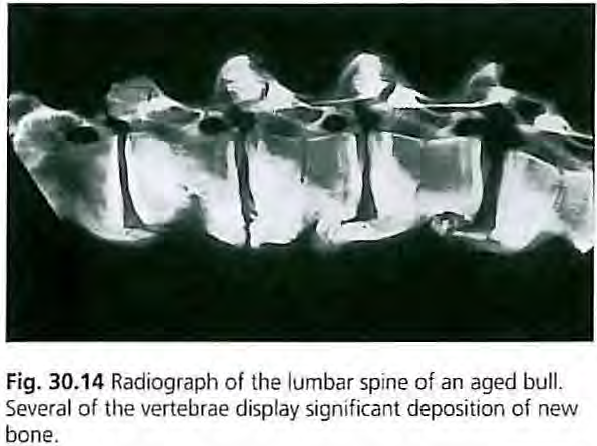 Fig. 30.14 Radiograph of the lumbar spine of an aged bull.
Several of the vertebrae display significant deposition of new
bone.